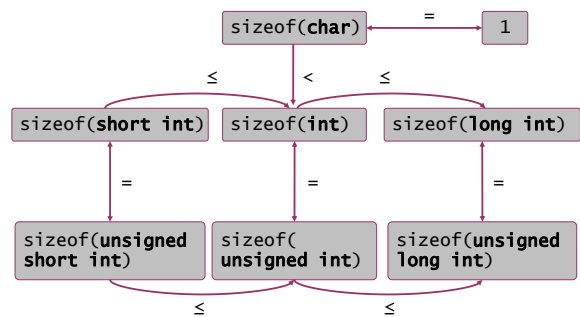 sizeof(char)
=
1
≤
<
≤
sizeof(short int)
sizeof(int)
sizeof(long int)
=
=
=
sizeof(unsigned
short int)
sizeof(
unsigned int)
sizeof(unsigned
long int)
≤
≤